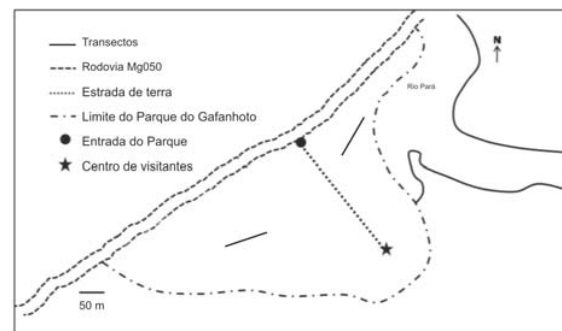 Transectos
N
Rodovia Mg050
Rio Pará
Estrada de terra
Limite do Parque do Gafanhoto
Entrada do Parque
Centro de visitantes
50 m